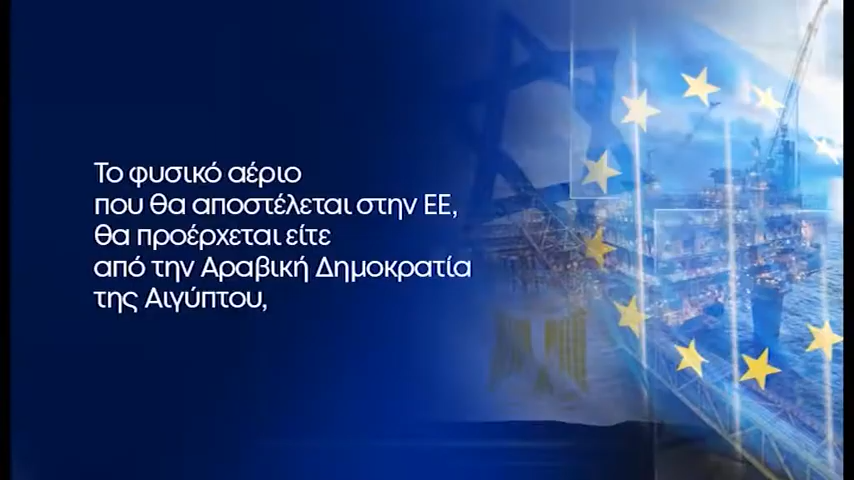 Το φυσικό αέριο
που θα αποστέλεται στην ΕΕ,
θα προέρχεται είτε
από την Αραβική Δημοκρατία
της Αιγύπτου,